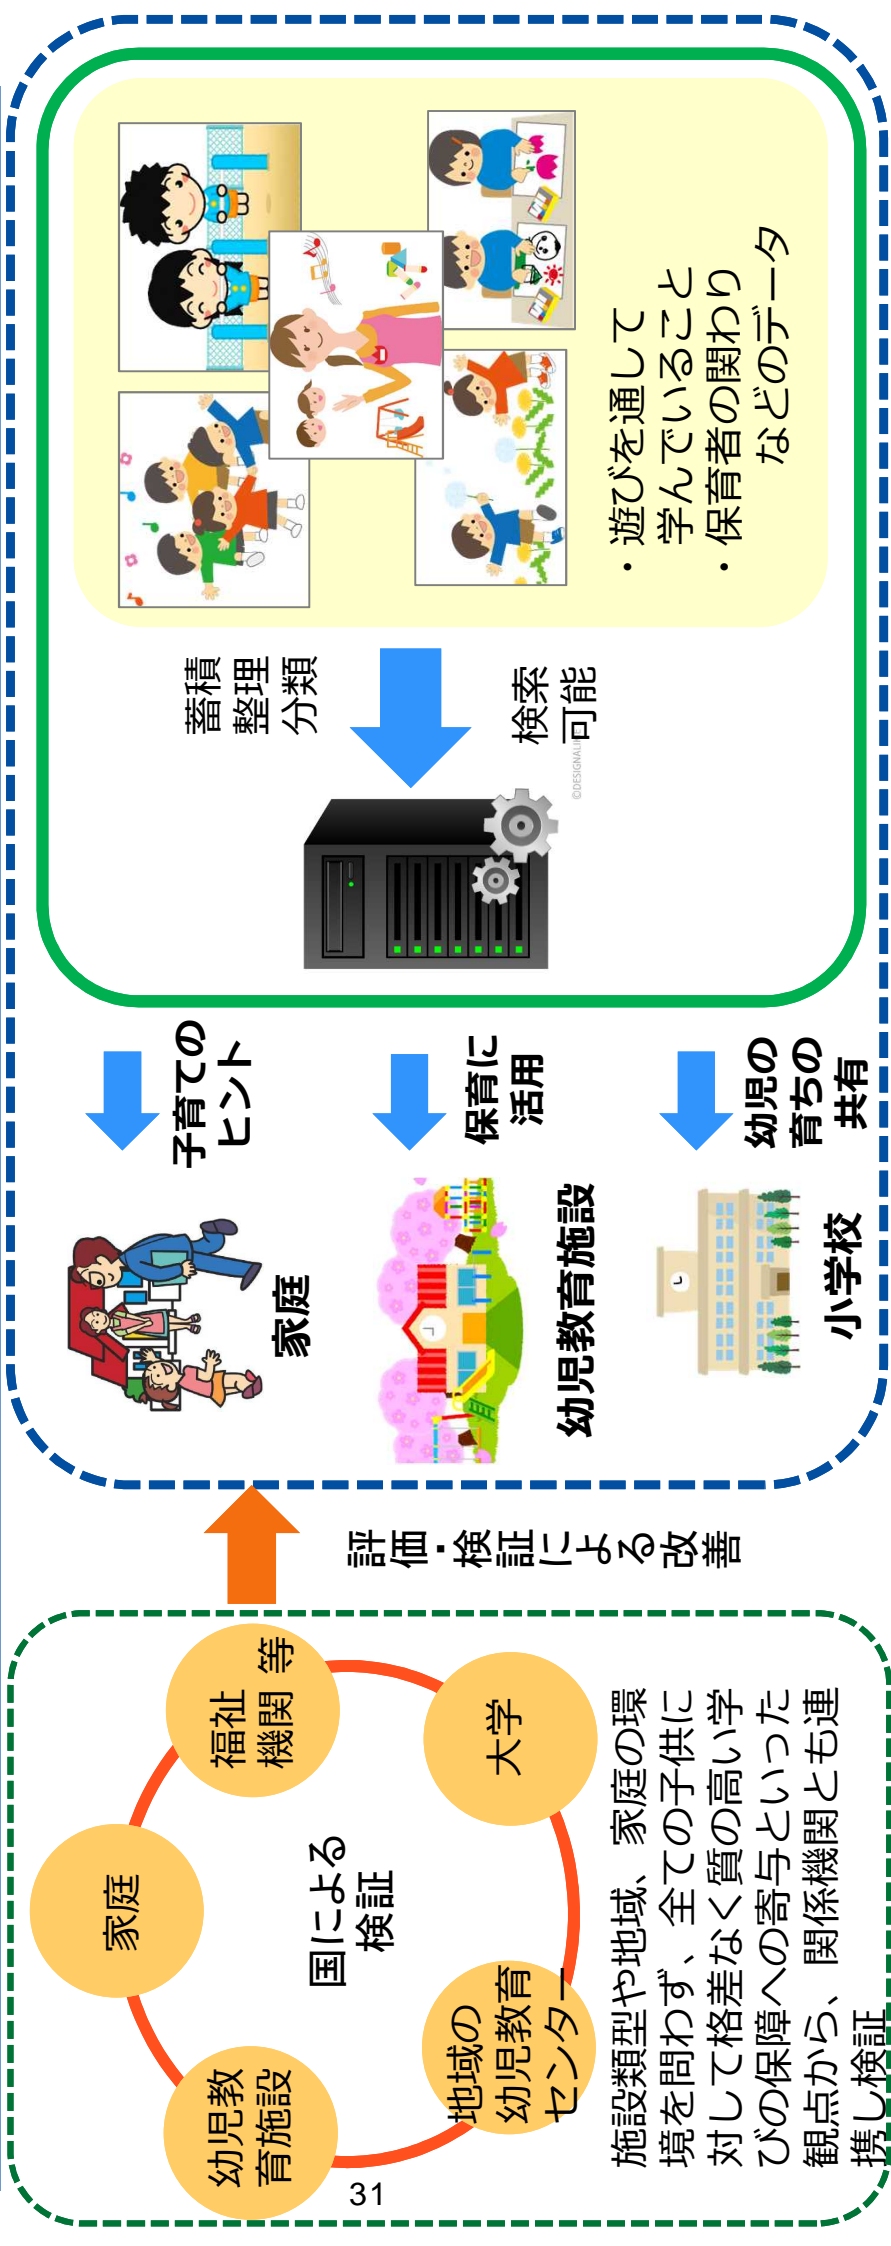 幼児教
育施設
家庭
福祉
機関 等
国による
検証
地域の
幼児教育
センター
大学
施設類型や地域、家庭の環
境を問わず、全ての子供に
対して格差なく質の高い学
びの保障への寄与といった
観点から、関係機関とも連
携し検証
評価・検証による改善
家庭
子育ての
ヒント
幼児教育施設
保育に
活用
小学校
幼児の
育ちの
共有
蓄積
整理
分類
検索
可能
©DESIGNALIKIE
・遊びを通して
学んでいること
・保育者の関わり
などのデータ
31